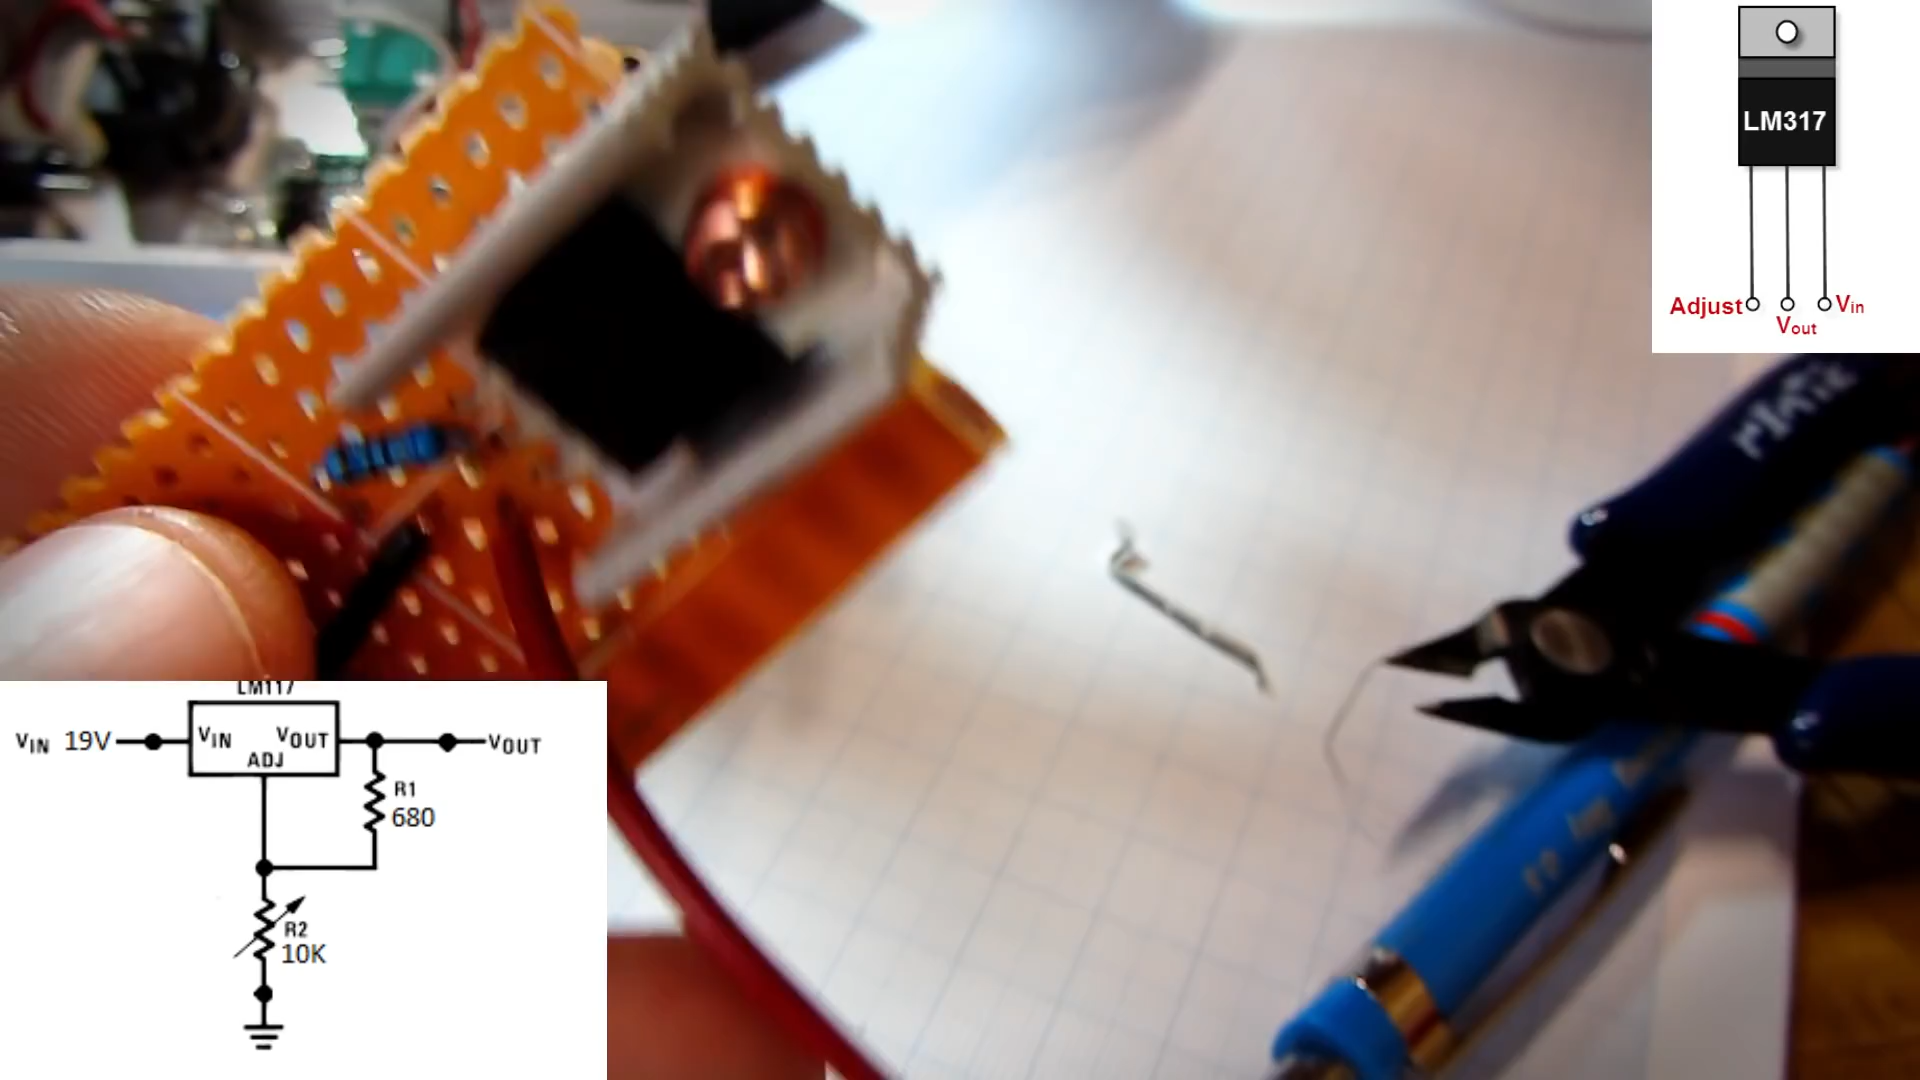 LM317
Adjust
Vout
Vin
LM117
VIN 19V
VIN
VOUT
ADJ
VOUT
R1
680
R2
10K